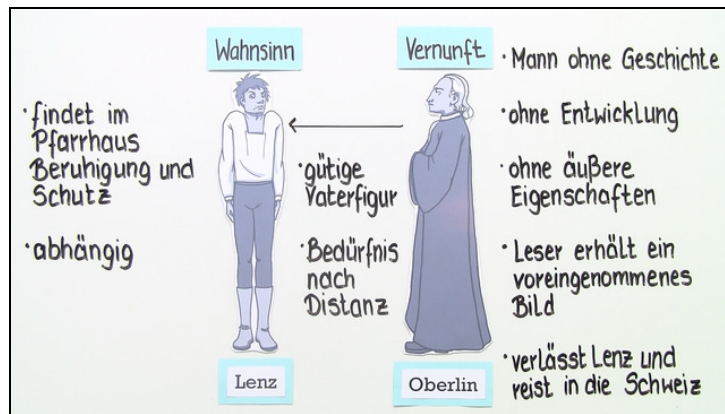 Wahnsinn
Vernunft
• findet im
Pfarrhaus
Beruhigung und
Schutz
• abhängig
• gütige
Vaterfigur
• Bedürfnis
nach
Distanz
• Mann ohne Geschichte
• ohne Entwicklung
• ohne äußere
Eigenschaften
• Leser erhält ein
voreingenommenes
Bild
• verlässt Lenz und
reist in die Schweiz
Lenz
Oberlin